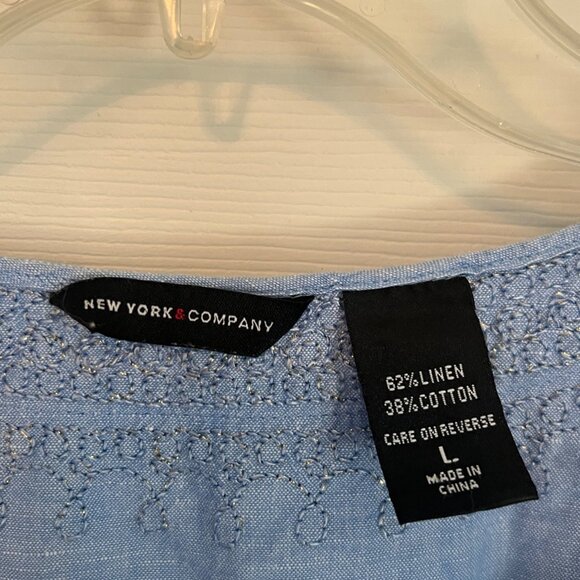 NEW YORK&COMPANY
62%LINEN
38%COTTON
CARE ON REVERSE
L
MADE IN
CHINA